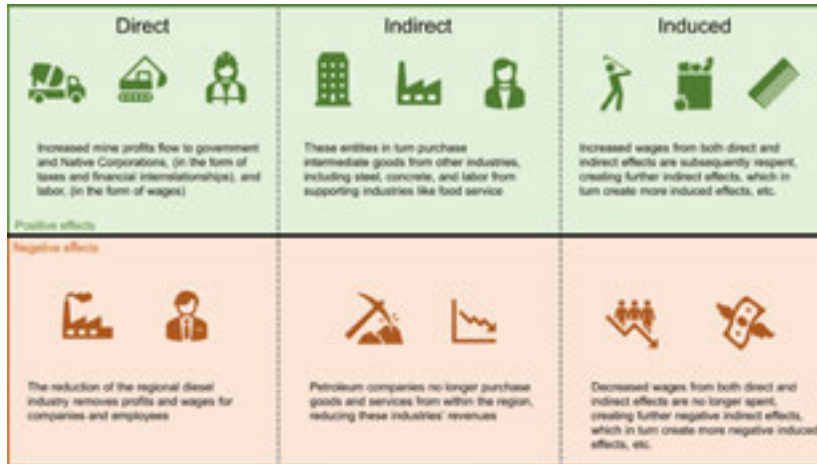 Direct
Indirect
Induced
Increased mine profits flow to government
and Native Corporations, (in the form of
taxes and financial interrelationships), and
labor, (in the form of wages)
These entities in turn purchase
intermediate goods from other industries,
including steel, concrete, and labor from
supporting industries like food service
Increased wages from both direct and
indirect effects are subsequently respent,
creating further indirect effects, which in
turn create more induced effects, etc.
Positive effects
Negative effects
The reduction of the regional diesel
industry removes profits and wages for
companies and employees
Petroleum companies no longer purchase
goods and services from within the region,
reducing these industries' revenues
Decreased wages from both direct and
indirect effects are no longer spent,
creating further negative indirect effects,
which in turn create more negative induced
effects, etc.